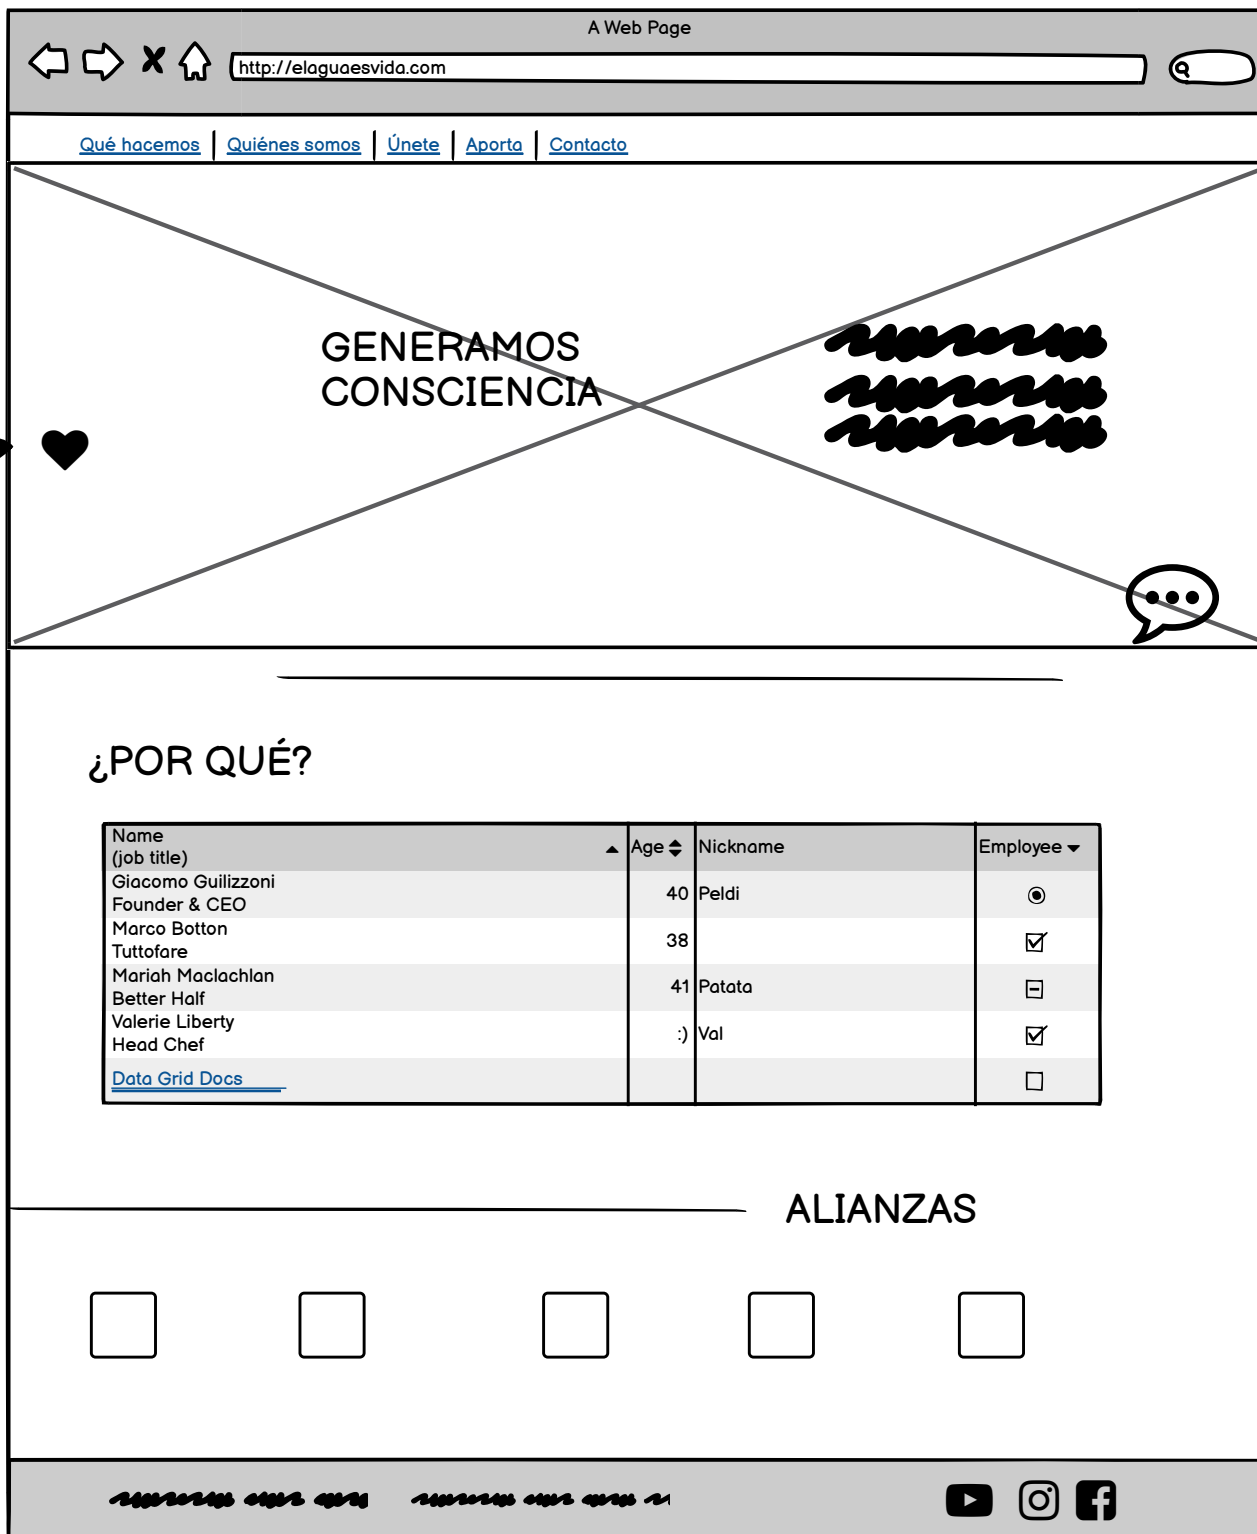 A Web Page
http://elaguaesvida.com
Qué hacemos Quiénes somos Únete Aporta Contacto
GENERAMOS
CONSCIENCIA
¿POR QUÉ?
Name
(job title)
Age
Nickname
Employee
Giacomo Guilizzoni
Founder & CEO
40
Peldi
Marco Botton
Tuttofare
38
Mariah Maclachlan
Better Half
41
Patata
Valerie Liberty
Head Chef
:)
Val
Data Grid Docs
ALIANZAS